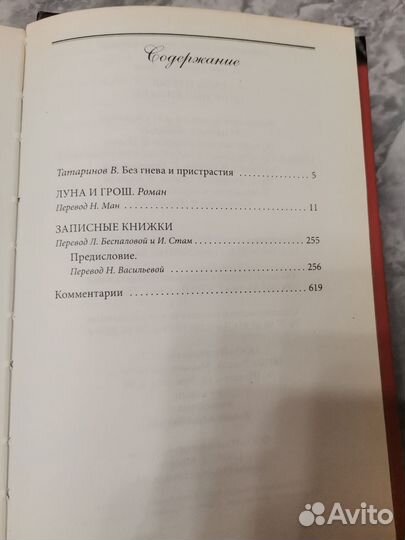 Содержание
Татаринов В. Без гнева и пристрастия . . . . . . . . . . . . . . 5
ЛУНА И ГРОШ. Роман
Перевод Н. Ман . . . . . . . . . . . . . . . . . . . . . . . . . . . . . 11
ЗАПИСНЫЕ КНИЖКИ
Перевод Л. Беспаловой и И. Стам . . . . . . . . . . . . . . . . . 255
Предисловие.
Перевод Н. Васильевой . . . . . . . . . . . . . . . . . . . . . 256
Комментарии . . . . . . . . . . . . . . . . . . . . . . . . . . . . . 619
Avito